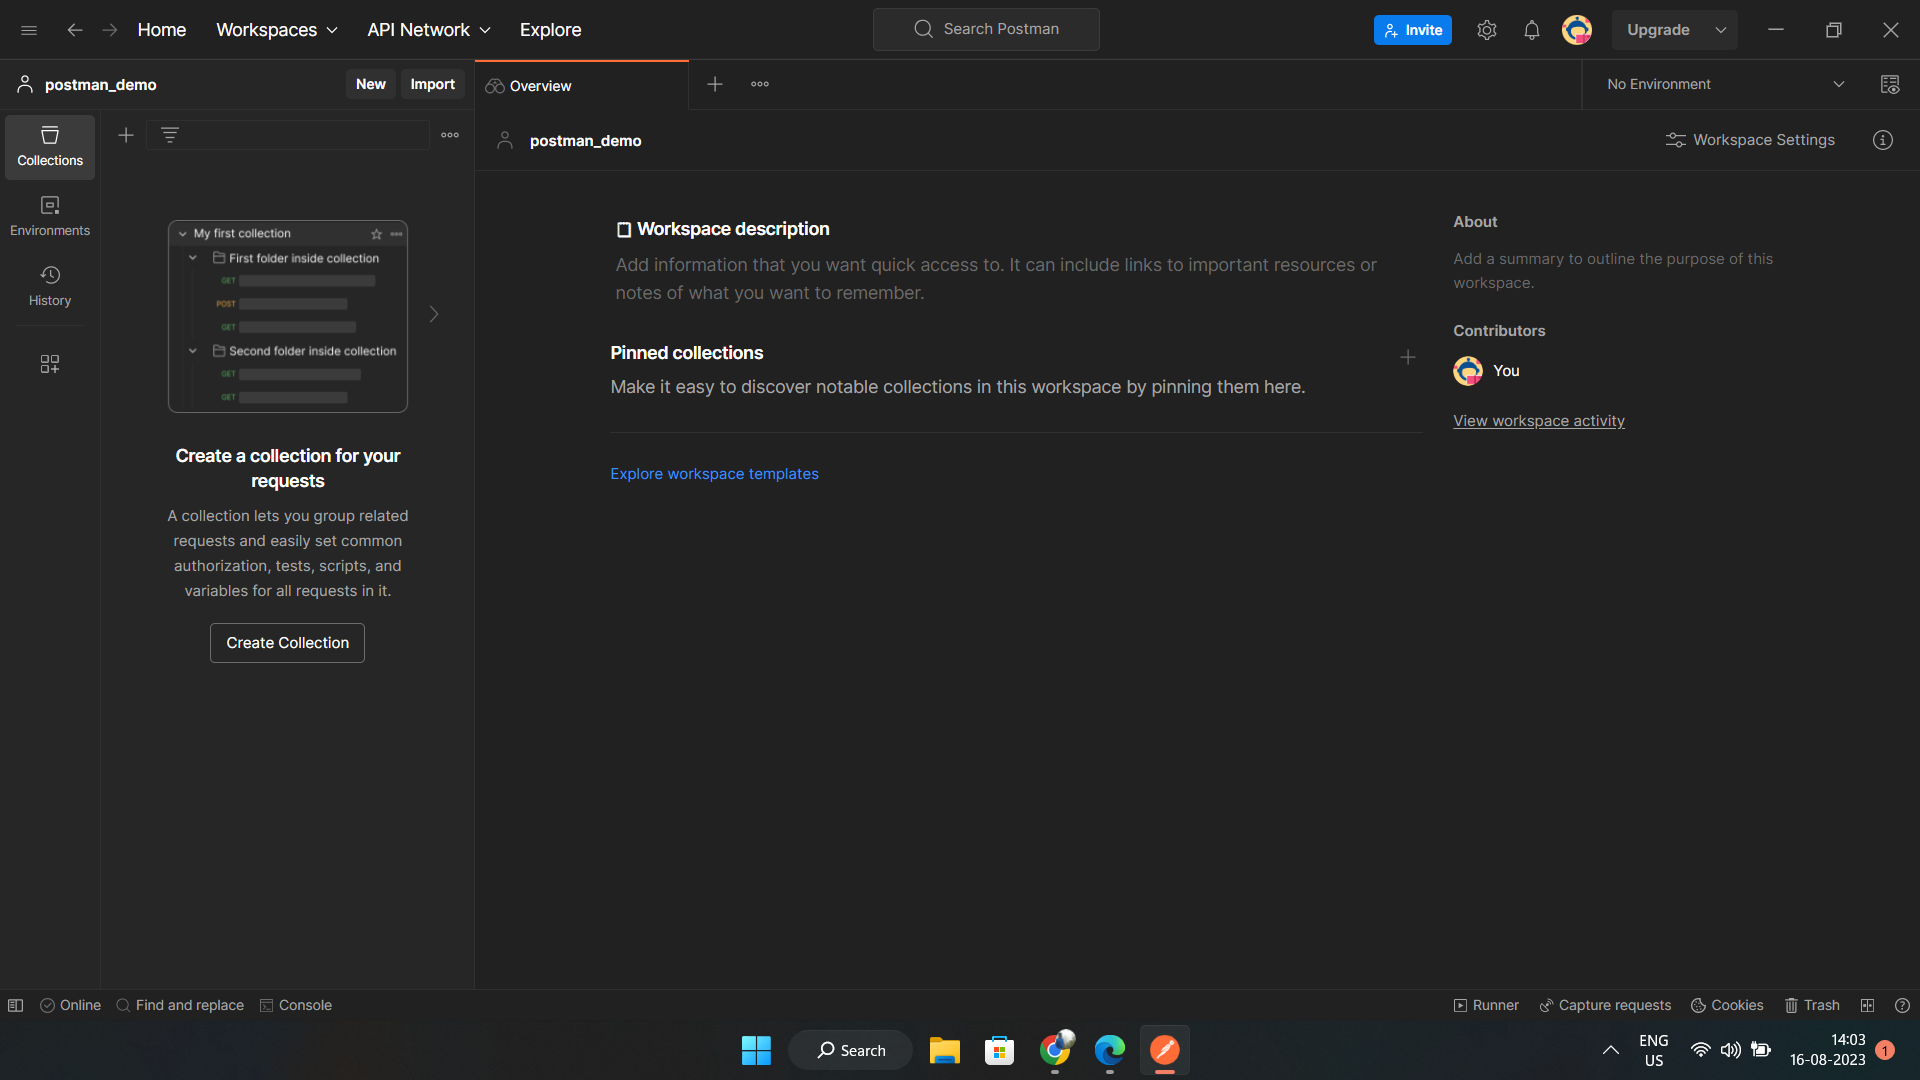 Home
Workspaces
API Network
Explore
Search Postman
Invite
Upgrade
postman_demo
New
Import
Overview
No Environment
Collections
Environments
History
postman_demo
Workspace Settings
My first collection
First folder inside collection
GET
POST
GET
Second folder inside collection
GET
GET
Create a collection for your
requests
A collection lets you group related
requests and easily set common
authorization, tests, scripts, and
variables for all requests in it.
Create Collection
Workspace description
Add information that you want quick access to. It can include links to important resources or
notes of what you want to remember.
Pinned collections
Make it easy to discover notable collections in this workspace by pinning them here.
Explore workspace templates
About
Add a summary to outline the purpose of this
workspace.
Contributors
You
View workspace activity
Online
Find and replace
Console
Runner
Capture requests
Cookies
Trash
Search
ENG
US
14:03
16-08-2023
1